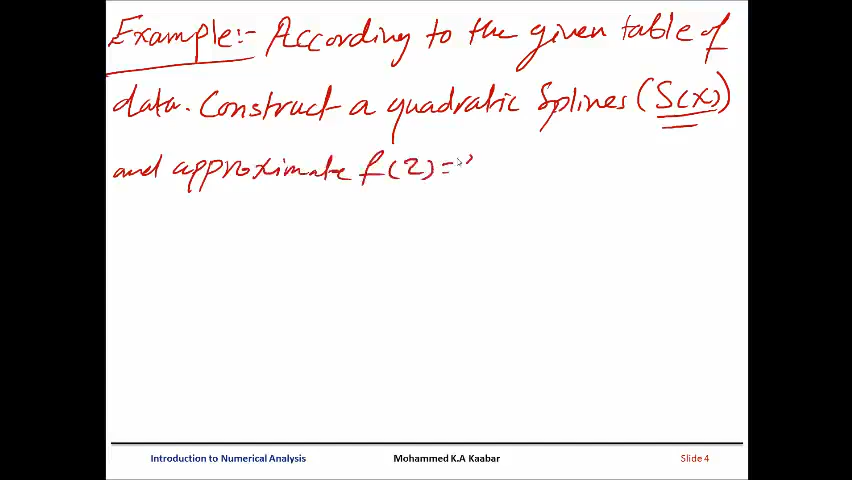 Example:- According to the given table of
data. Construct a quadratic Splines (S(x))
and approximate f(2) = ?
Introduction to Numerical Analysis Mohammed K.A Kaabar Slide 4